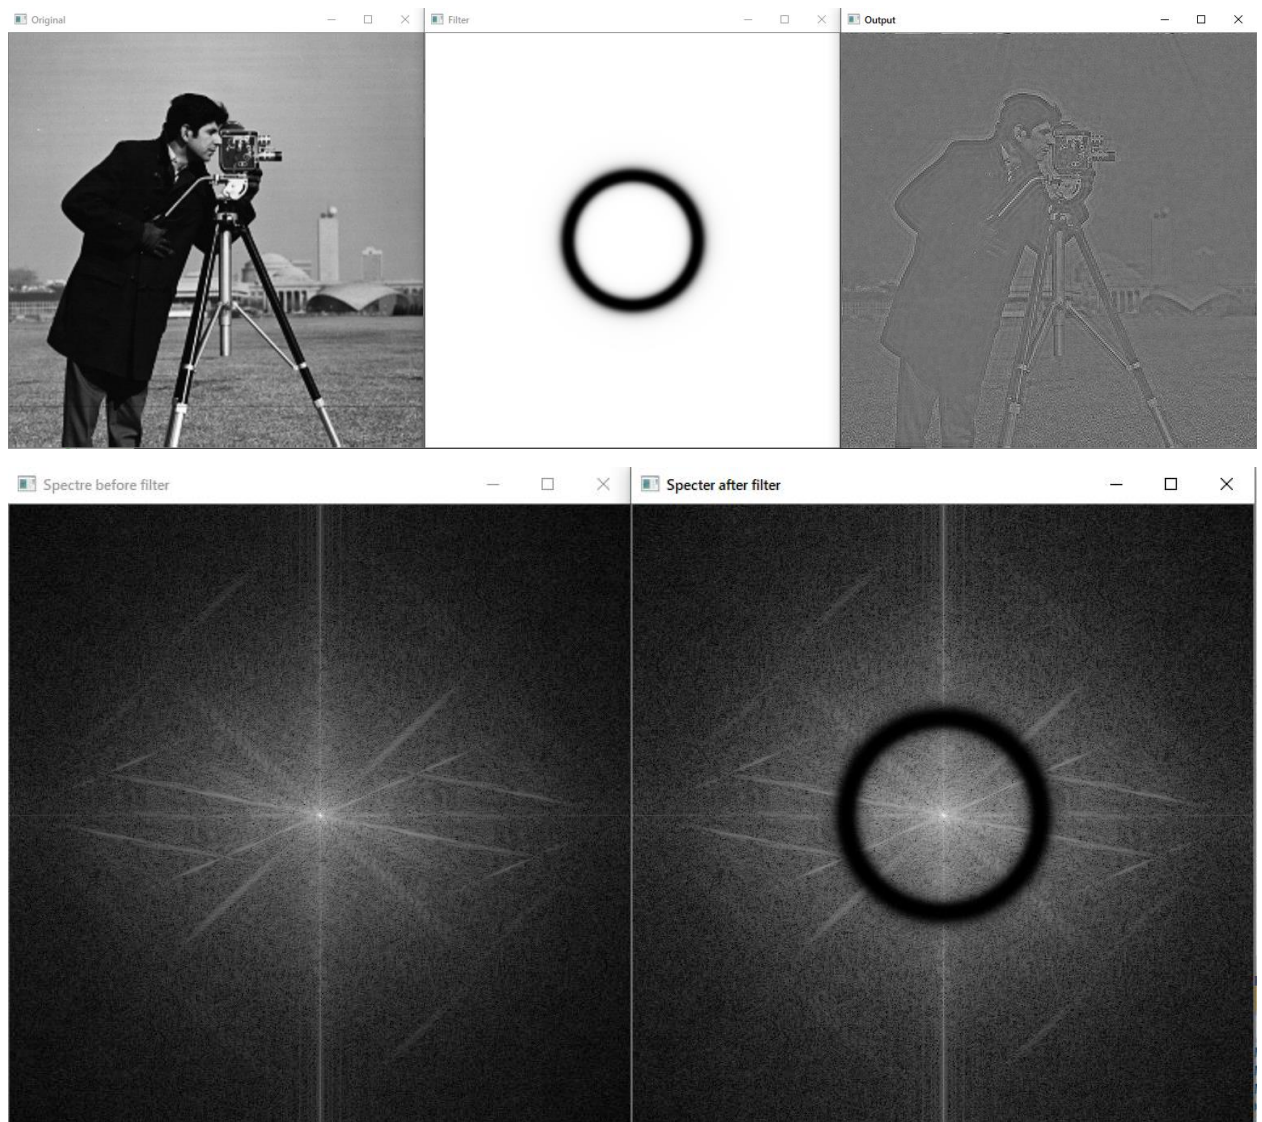 Original
Filter
Output
Spectre before filter
Specter after filter